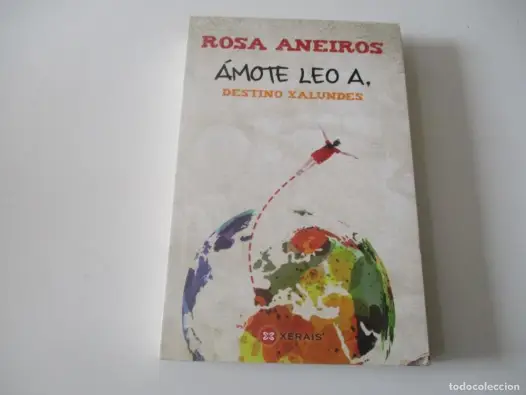 ROSA ANEIROS
ÁMOTE LEO A.
DESTINO XALUNDES
XERAIS
todocoleccion